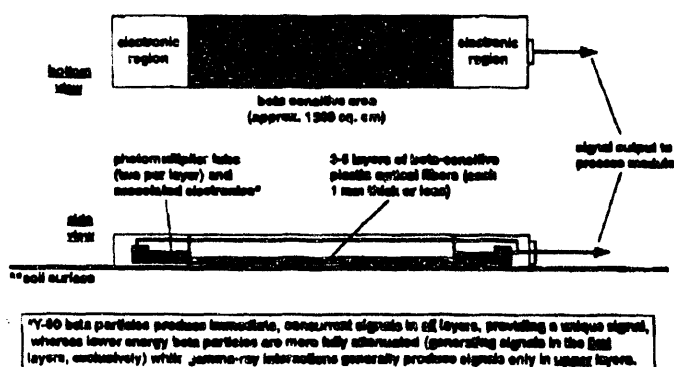 electronic
region
electronic
region
bottom
view
beta sensitive area
(approx. 1500 sq. cm)
signal output to
process module
photomultiplier tubes
(two per layer) and
associated electronics*
3-5 layers of beta-sensitive
plastic optical fibers (each
1 mm thick or less)
side
view
**soil surface
*Y-90 beta particles produce immediate, concurrent signals in all layers, providing a unique signal,
whereas lower energy beta particles are more fully attenuated (generating signals in the first
layers, exclusively) while gamma-ray interactions generally produce signals only in upper layers.